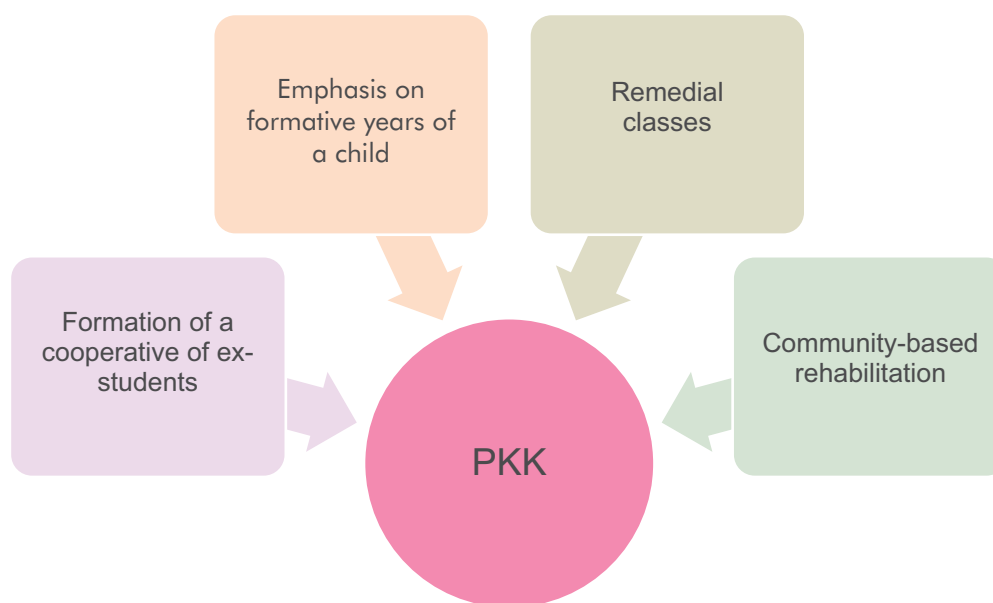 Emphasis on
formative years of
a child
Remedial
classes
Formation of a
cooperative of ex-
students
Community-based
rehabilitation
PKK